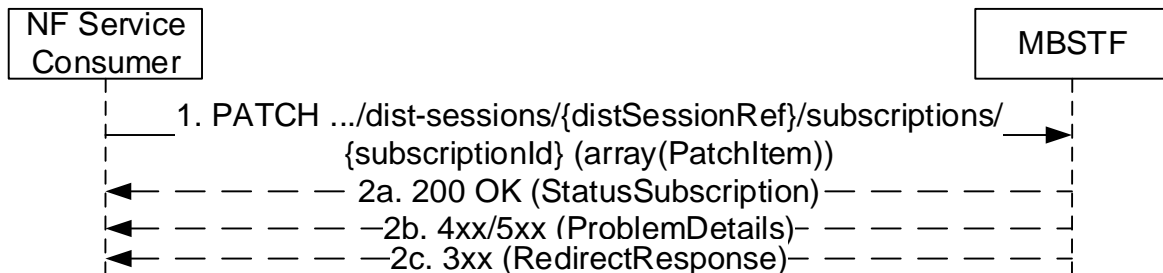 NF Service
Consumer
MBSTF
1. PATCH .../dist-sessions/{distSessionRef}/subscriptions/
{subscriptionId} (array(PatchItem))
2a. 200 OK (StatusSubscription)
2b. 4xx/5xx (ProblemDetails)
2c. 3xx (RedirectResponse)